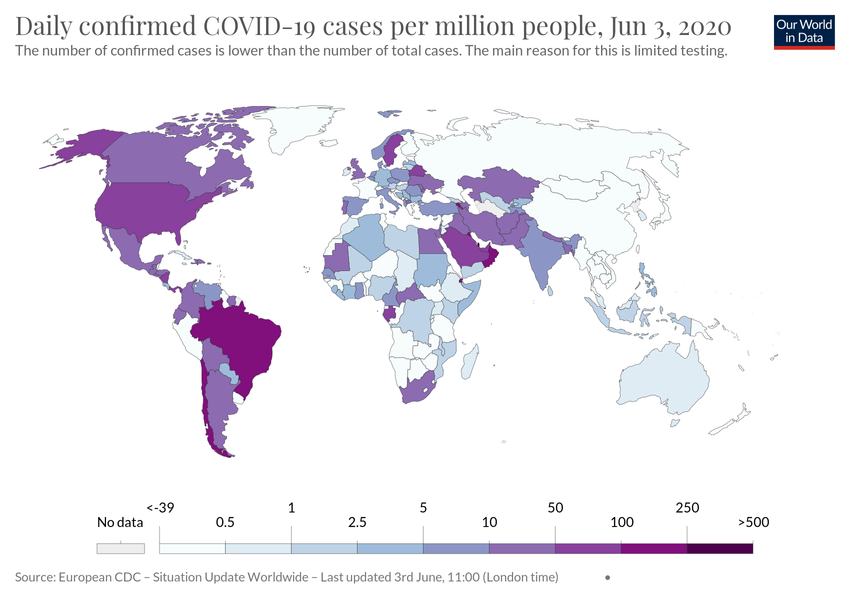 Daily confirmed COVID-19 cases per million people, Jun 3, 2020
Our World
in Data
The number of confirmed cases is lower than the number of total cases. The main reason for this is limited testing.
<-39 1 5 50 250
No data 0.5 2.5 10 100 >500
Source: European CDC – Situation Update Worldwide – Last updated 3rd June, 11:00 (London time) •